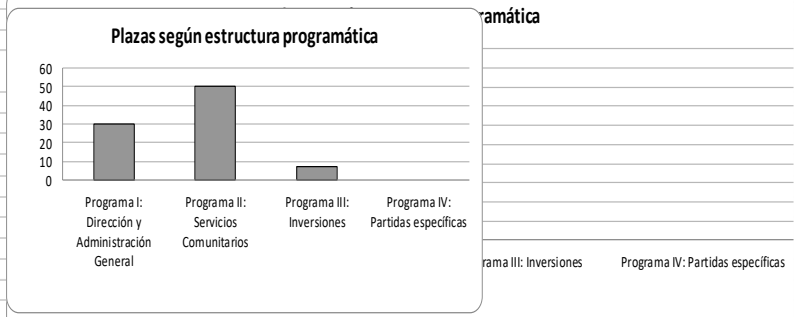 Plazas según estructura programática
60
50
40
30
20
10
0
Programa I:
Dirección y
Administración
General
Programa II:
Servicios
Comunitarios
Programa III:
Inversiones
Programa IV:
Partidas específicas
ramática
rama III: Inversiones
Programa IV: Partidas específicas